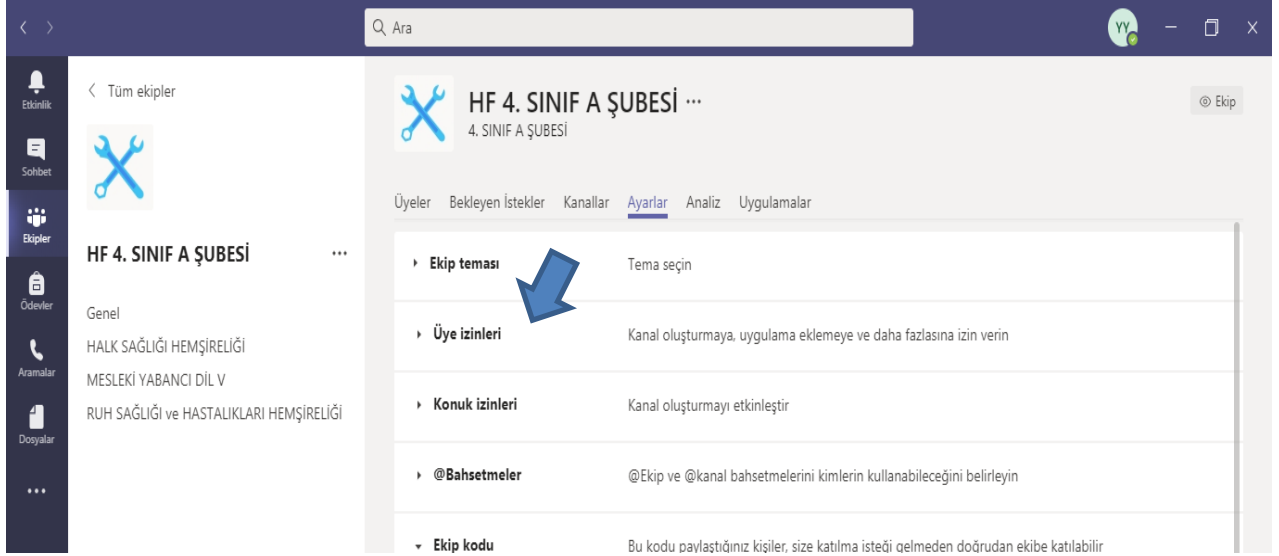 Ara
YY
Etkinlik
Sohbet
Ekipler
Ödevler
Aramalar
Dosyalar
Tüm ekipler
HF 4. SINIF A ŞUBESİ ...
Genel
HALK SAĞLIĞI HEMŞİRELİĞİ
MESLEKİ YABANCI DİL V
RUH SAĞLIĞI ve HASTALIKLARI HEMŞİRELİĞİ
HF 4. SINIF A ŞUBESİ ...
4. SINIF A ŞUBESİ
Ekip
Üyeler Bekleyen İstekler Kanallar Ayarlar Analiz Uygulamalar
Ekip teması Tema seçin
Üye izinleri Kanal oluşturmaya, uygulama eklemeye ve daha fazlasına izin verin
Konuk izinleri Kanal oluşturmayı etkinleştir
@Bahsetmeler @Ekip ve @kanal bahsetmelerini kimlerin kullanabileceğini belirleyin
Ekip kodu Bu kodu paylaştığınız kişiler, size katılma isteği gelmeden doğrudan ekibe katılabilir